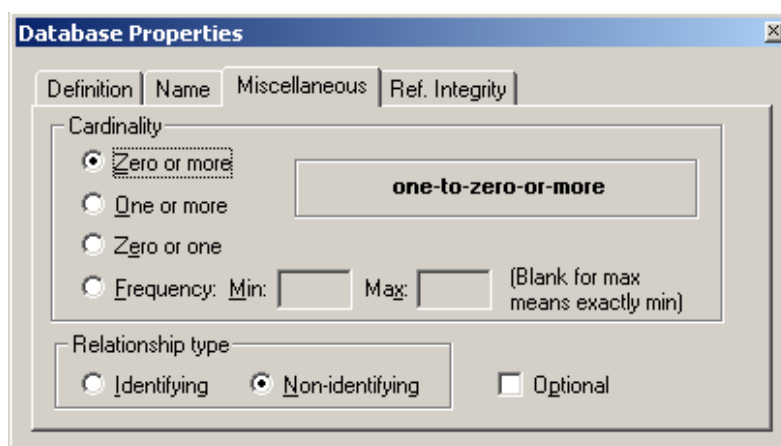 Database Properties
Definition Name Miscellaneous Ref. Integrity
Cardinality
Zero or more
one-to-zero-or-more
One or more
Zero or one
Frequency: Min: Max: (Blank for max
means exactly min)
Relationship type
Identifying Non-identifying Optional